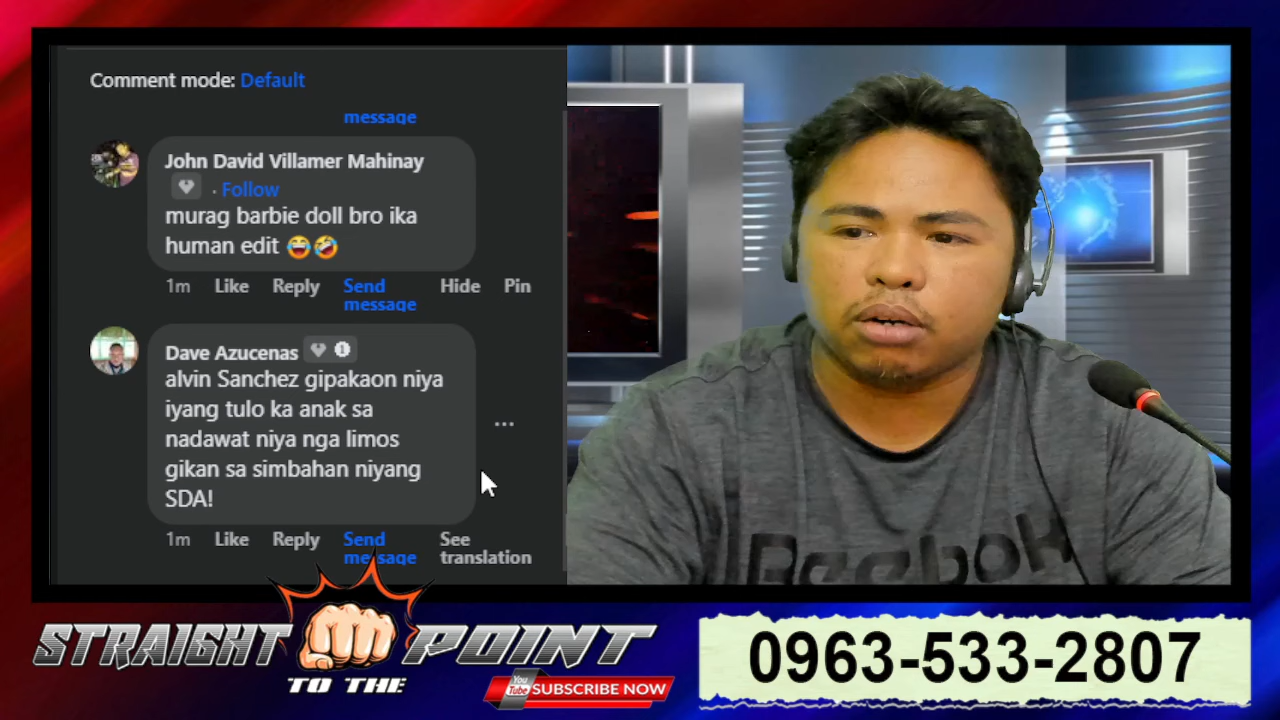 Comment mode: Default
message
John David Villamer Mahinay
· Follow
murag barbie doll bro ika
human edit 😂🤣
1m Like Reply Send message Hide Pin
Dave Azucenas
alvin Sanchez gipakaon niya
iyang tulo ka anak sa
nadawat niya nga limos
gikan sa simbahan niyang
SDA!
1m Like Reply Send message See translation
Reebok
STRAIGHT POINT
TO THE
You Tube SUBSCRIBE NOW
0963-533-2807